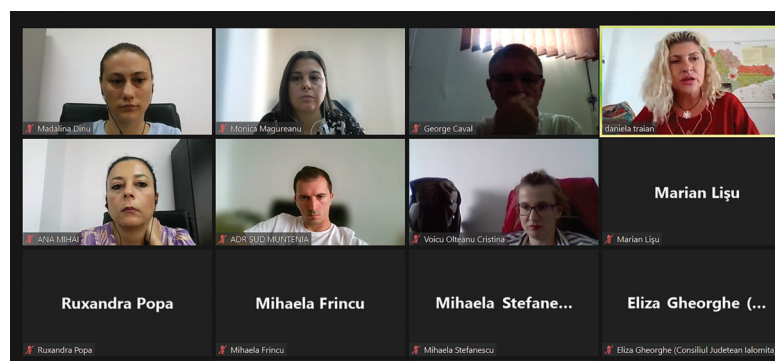 Madalina Dinu
Monica Magureanu
George Caval
daniela traian
ANA MIHAI
ADR SUD MUNTENIA
Voicu Olteanu Cristina
Marian Lişu
Marian Lişu
Ruxandra Popa
Ruxandra Popa
Mihaela Frincu
Mihaela Frincu
Mihaela Stefane...
Mihaela Stefanescu
Eliza Gheorghe (...
Eliza Gheorghe (Consiliul Judetean Ialomita